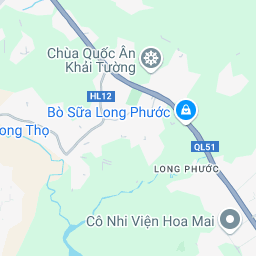 Chùa Quốc Ân
Khải Tường
HL12
Bò Sữa Long Phước
ong Thọ
QL51
LONG PHƯỚC
Cô Nhi Viện Hoa Mai